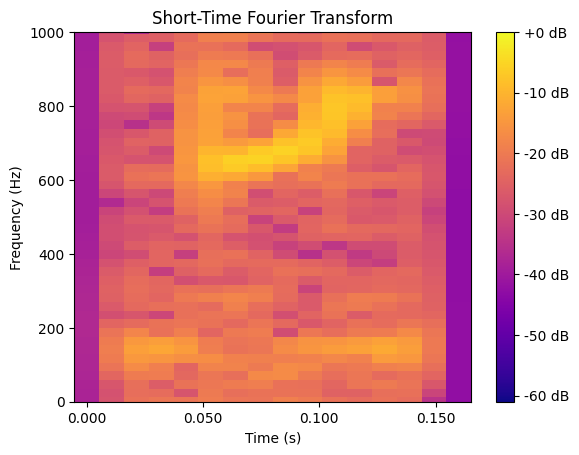 Short-Time Fourier Transform
1000
800
600
400
200
0
Frequency (Hz)
0.000
0.050
0.100
0.150
Time (s)
+0 dB
-10 dB
-20 dB
-30 dB
-40 dB
-50 dB
-60 dB